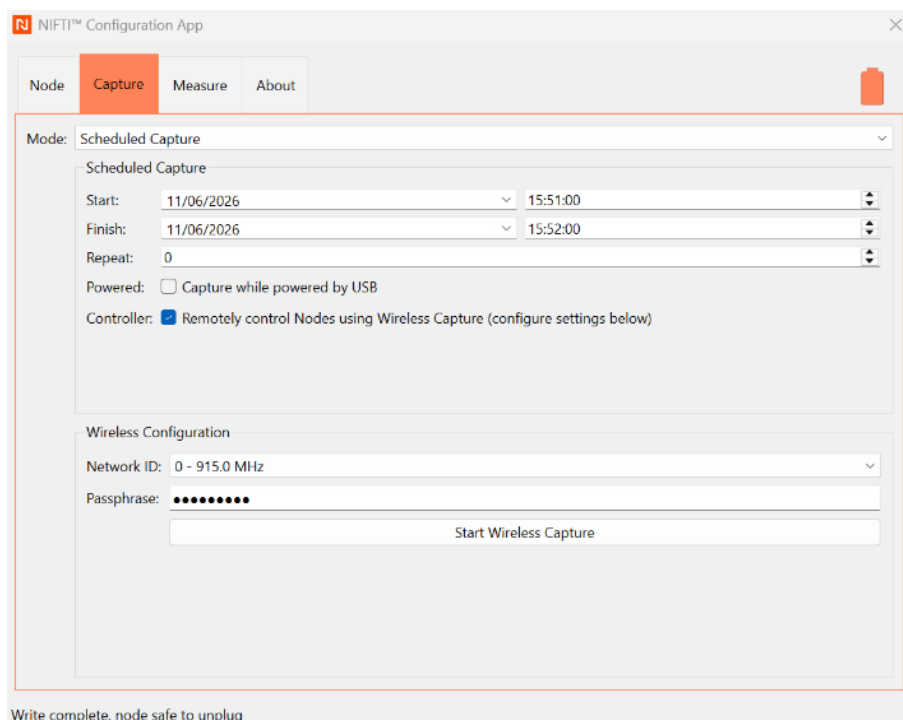 NIFTI™ Configuration App
Node Capture Measure About
Mode: Scheduled Capture
Scheduled Capture
Start: 11/06/2026 15:51:00
Finish: 11/06/2026 15:52:00
Repeat: 0
Powered: Capture while powered by USB
Controller: Remotely control Nodes using Wireless Capture (configure settings below)
Wireless Configuration
Network ID: 0 - 915.0 MHz
Passphrase: ●●●●●●●●●
Start Wireless Capture
Write complete, node safe to unplug